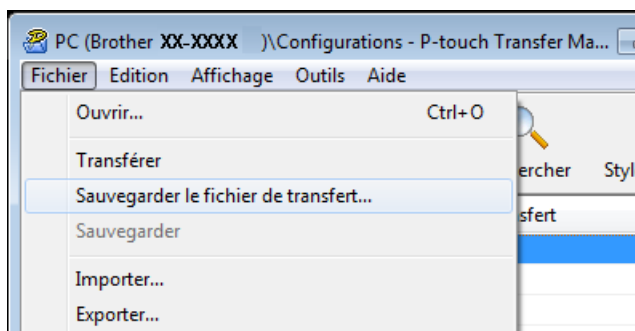 PC (Brother XX-XXXX )\Configurations - P-touch Transfer Ma...
Fichier Edition Affichage Outils Aide
Ouvrir... Ctrl+O
Transférer
ercher Styl
Sauvegarder le fichier de transfert...
sfert
Sauvegarder
Importer...
Exporter...